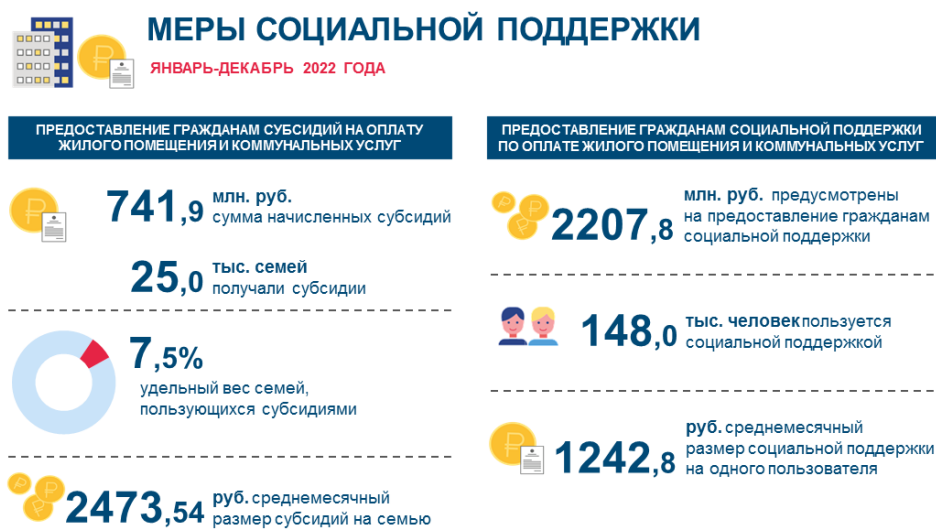 МЕРЫ СОЦИАЛЬНОЙ ПОДДЕРЖКИ
ЯНВАРЬ-ДЕКАБРЬ 2022 ГОДА
ПРЕДОСТАВЛЕНИЕ ГРАЖДАНАМ СУБСИДИЙ НА ОПЛАТУ
ЖИЛОГО ПОМЕЩЕНИЯ И КОММУНАЛЬНЫХ УСЛУГ
741,9 млн. руб.
сумма начисленных субсидий
25,0 тыс. семей
получали субсидии
7,5%
удельный вес семей,
пользующихся субсидиями
2473,54 руб. среднемесячный
размер субсидий на семью
ПРЕДОСТАВЛЕНИЕ ГРАЖДАНАМ СОЦИАЛЬНОЙ ПОДДЕРЖКИ
ПО ОПЛАТЕ ЖИЛОГО ПОМЕЩЕНИЯ И КОММУНАЛЬНЫХ УСЛУГ
2207,8 млн. руб. предусмотрены
на предоставление гражданам
социальной поддержки
148,0 тыс. человек пользуется
социальной поддержкой
1242,8 руб. среднемесячный
размер социальной поддержки
на одного пользователя